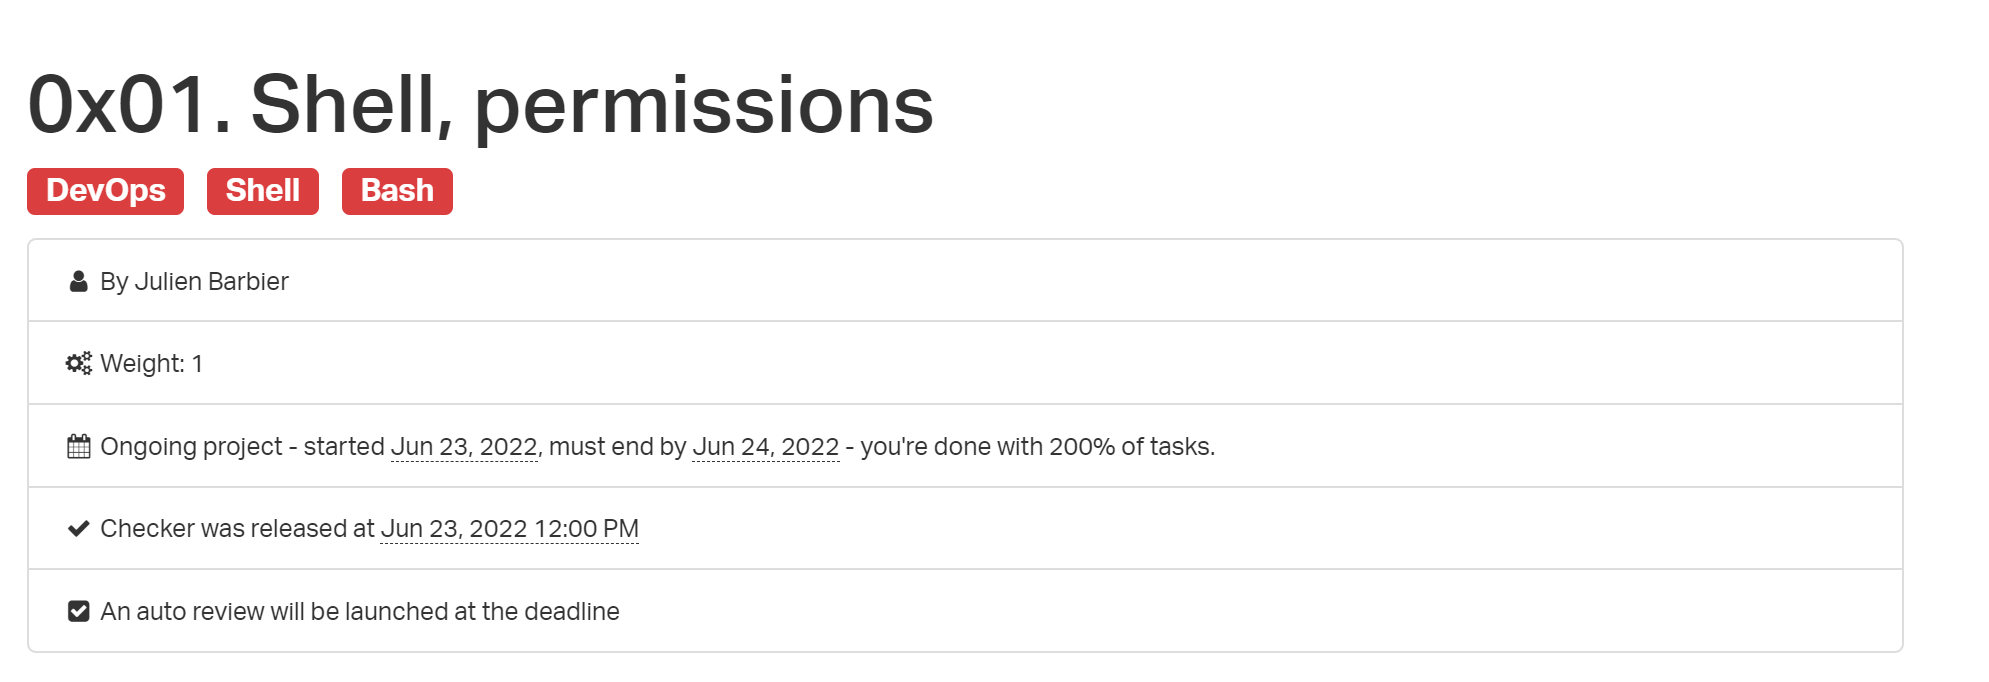 0x01. Shell, permissions
DevOps Shell Bash
By Julien Barbier
Weight: 1
Ongoing project - started Jun 23, 2022, must end by Jun 24, 2022 - you're done with 200% of tasks.
Checker was released at Jun 23, 2022 12:00 PM
An auto review will be launched at the deadline